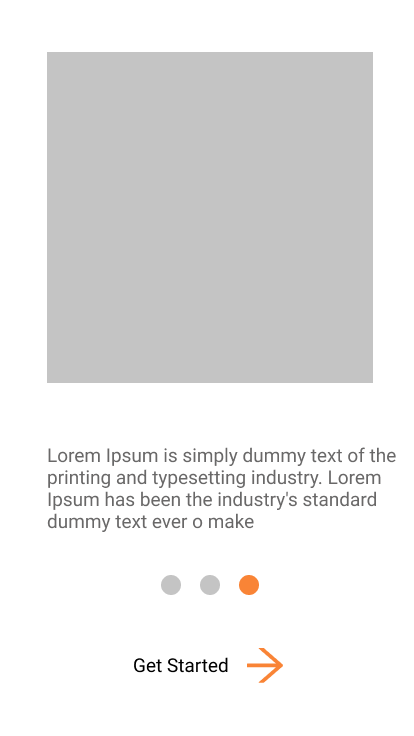 Lorem Ipsum is simply dummy text of the
printing and typesetting industry. Lorem
Ipsum has been the industry's standard
dummy text ever o make
Get Started